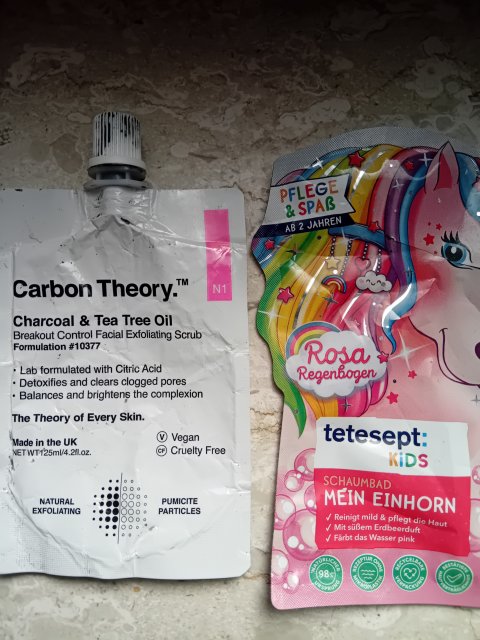 Carbon Theory.™
N1
Charcoal & Tea Tree Oil
Breakout Control Facial Exfoliating Scrub
Formulation #10377
• Lab formulated with Citric Acid
• Detoxifies and clears clogged pores
• Balances and brightens the complexion
The Theory of Every Skin.
Made in the UK
NET WT125ml/4.2fl.oz.
V Vegan
CF Cruelty Free
NATURAL
EXFOLIATING
PUMICITE
PARTICLES
PFLEGE
& SPAß
AB 2 JAHREN
Rosa
Regenbogen
tetesept:
KiDS
SCHAUMBAD
MEIN EINHORN
✓ Reinigt mild & pflegt die Haut
✓ Mit süßem Erdbeerduft
✓ Färbt das Wasser pink
98%